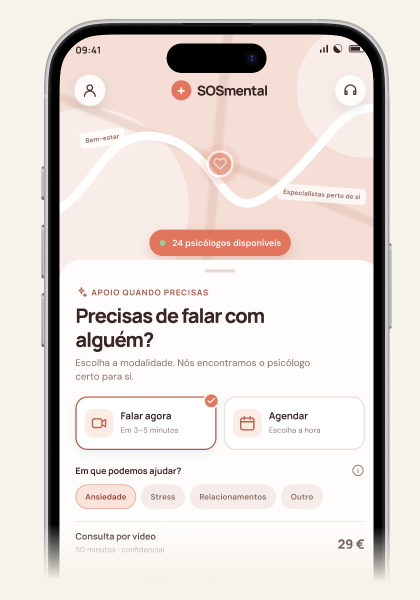 09:41
SOSmental
Bem-estar
Especialistas perto de si
24 psicólogos disponíveis
APOIO QUANDO PRECISAS
Precisas de falar com
alguém?
Escolha a modalidade. Nós encontramos o psicólogo
certo para si.
Falar agora
Em 3–5 minutos
Agendar
Escolha a hora
Em que podemos ajudar?
Ansiedade
Stress
Relacionamentos
Outro
Consulta por vídeo
50 minutos · confidencial
29 €